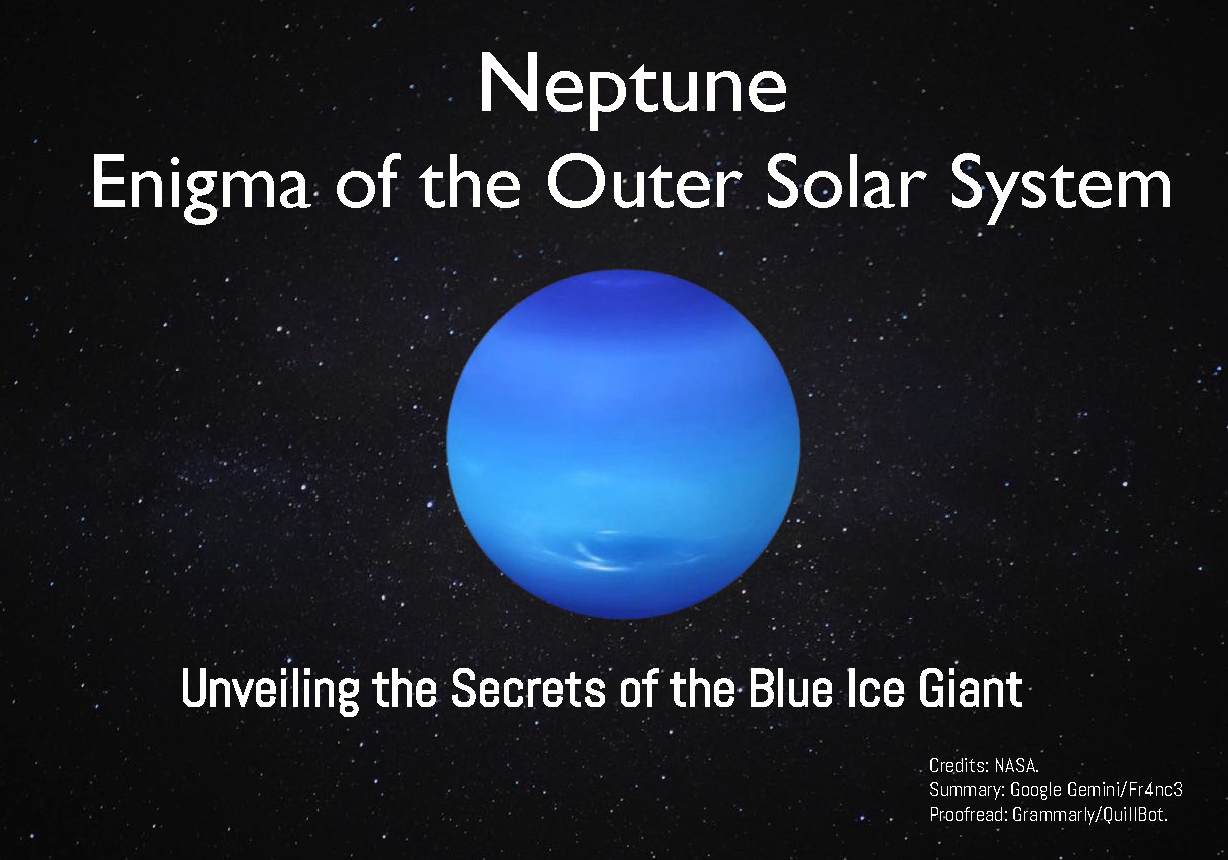 Neptune
Enigma of the Outer Solar System
Unveiling the Secrets of the Blue Ice Giant
Credits: NASA.
Summary: Google Gemini/Fr4nc3
Proofread: Grammarly/QuillBot.